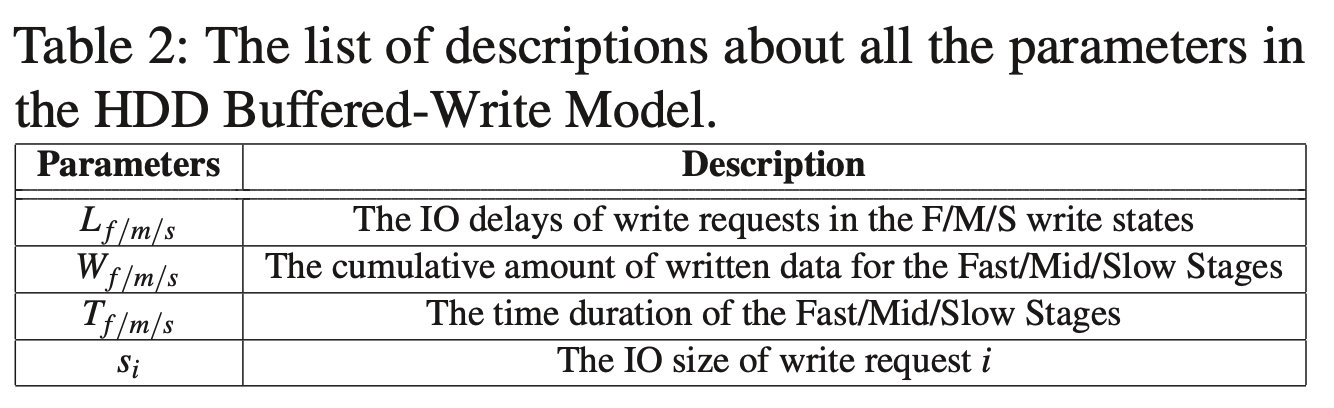 Table 2: The list of descriptions about all the parameters in
the HDD Buffered-Write Model.
Parameters Description
L_{f/m/s} The IO delays of write requests in the F/M/S write states
W_{f/m/s} The cumulative amount of written data for the Fast/Mid/Slow Stages
T_{f/m/s} The time duration of the Fast/Mid/Slow Stages
s_i The IO size of write request i